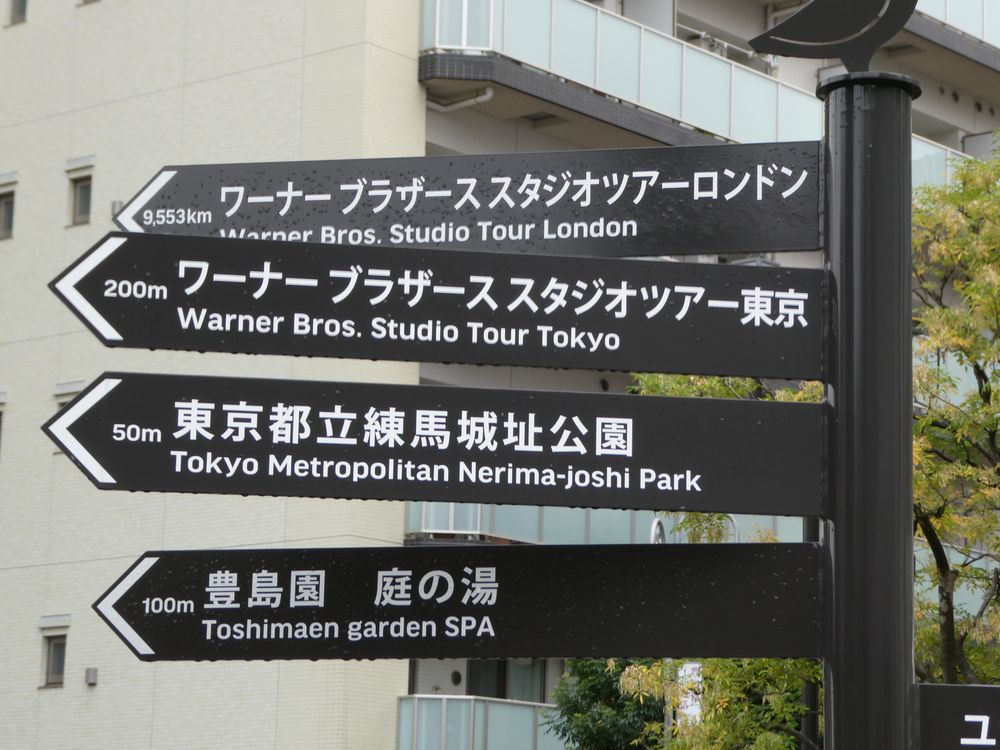 9,553km
ワーナー ブラザース スタジオツアーロンドン
Warner Bros. Studio Tour London
200m
ワーナー ブラザース スタジオツアー東京
Warner Bros. Studio Tour Tokyo
50m
東京都立練馬城址公園
Tokyo Metropolitan Nerima-joshi Park
100m
豊島園　庭の湯
Toshimaen garden SPA
ユ